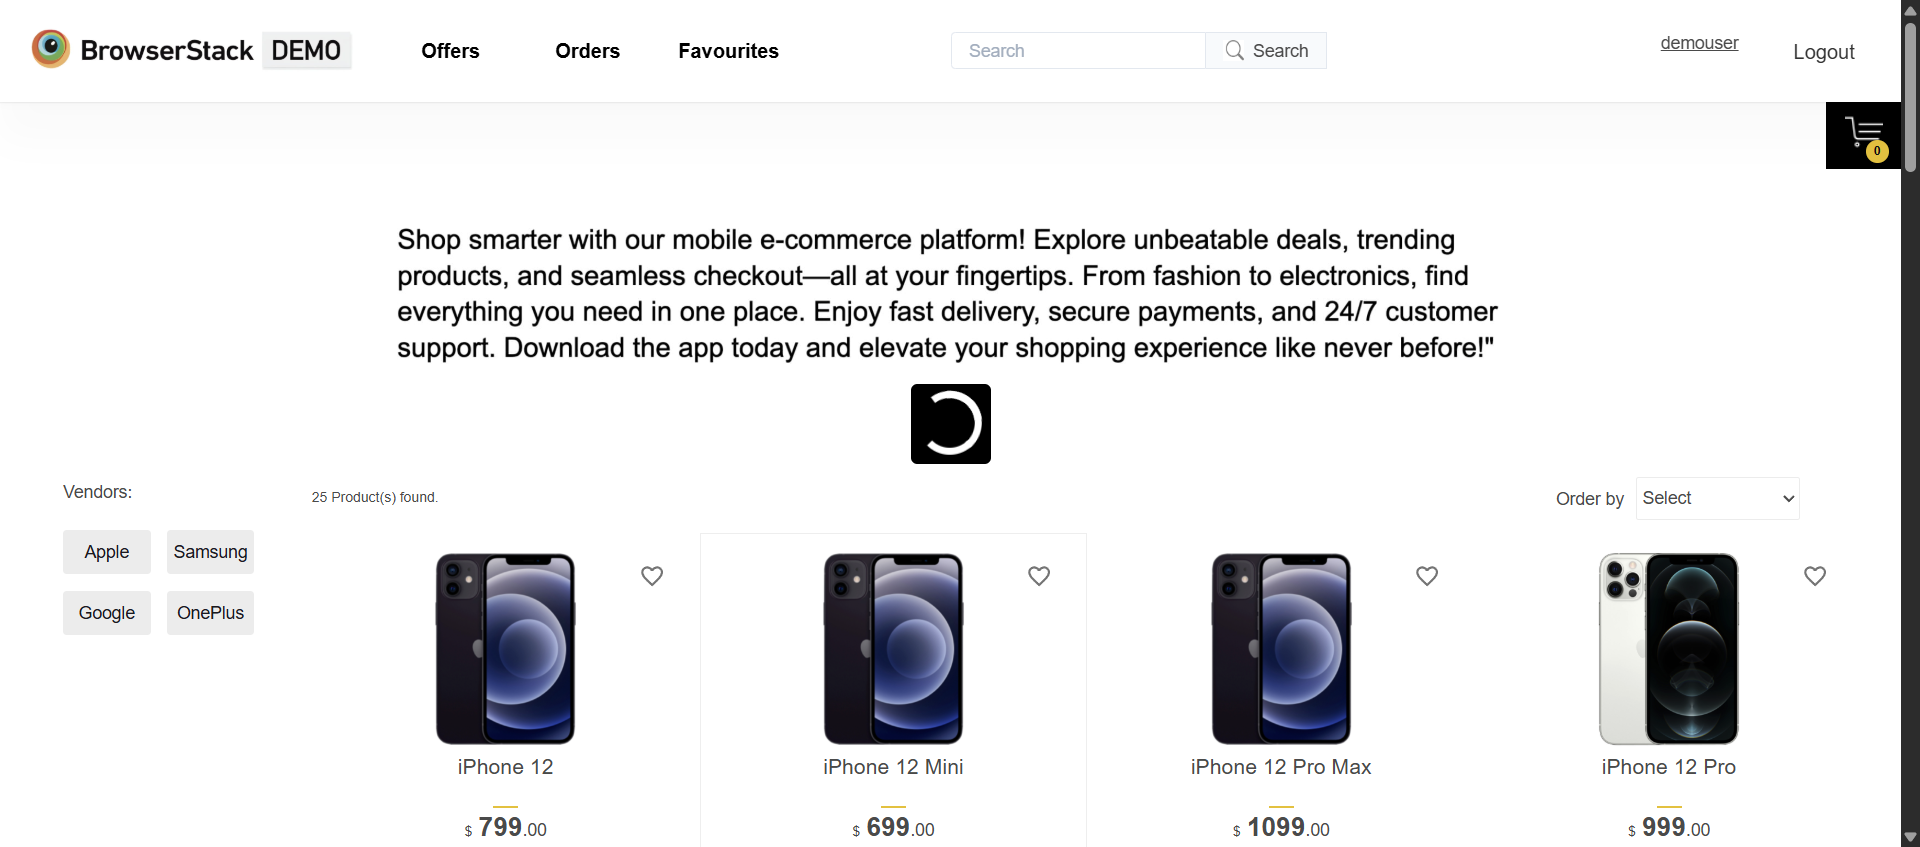 BrowserStack DEMO
Offers
Orders
Favourites
Search
Search
demouser
Logout
0
Shop smarter with our mobile e-commerce platform! Explore unbeatable deals, trending
products, and seamless checkout—all at your fingertips. From fashion to electronics, find
everything you need in one place. Enjoy fast delivery, secure payments, and 24/7 customer
support. Download the app today and elevate your shopping experience like never before!"
Vendors:
25 Product(s) found.
Order by
Select
Apple
Samsung
Google
OnePlus
iPhone 12
iPhone 12 Mini
iPhone 12 Pro Max
iPhone 12 Pro
$ 799.00
$ 699.00
$ 1099.00
$ 999.00